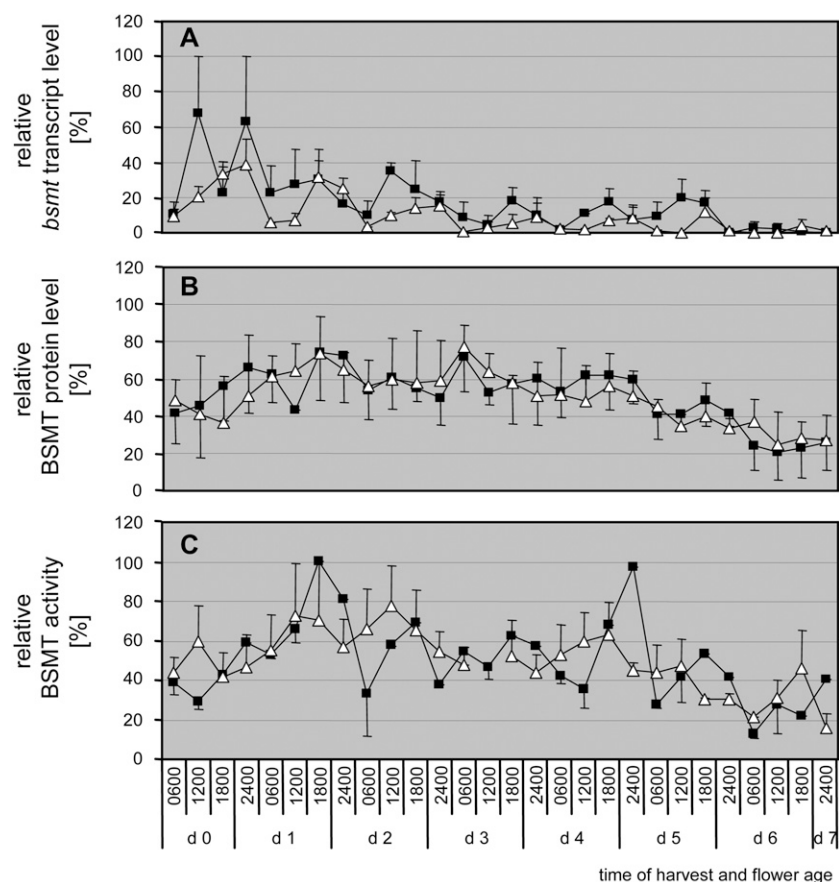 A
120
100
80
60
40
20
0
relative
bsmt transcript level
[%]
B
120
100
80
60
40
20
0
relative
BSMT protein level
[%]
C
120
100
80
60
40
20
0
relative
BSMT activity
[%]
0600 1200 1800 2400 0600 1200 1800 2400 0600 1200 1800 2400 0600 1200 1800 2400 0600 1200 1800 2400 0600 1200 1800 2400 0600 1200 1800 2400
d 0 d 1 d 2 d 3 d 4 d 5 d 6 d 7
time of harvest and flower age